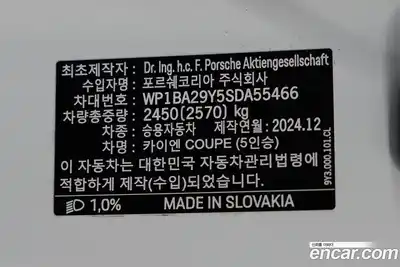 최초제작자 : Dr. Ing. h.c. F. Porsche Aktiengesellschaft
수입자명 : 포르쉐코리아 주식회사
차대번호 : WP1BA29Y5SDA55466
차량총중량 : 2450(2570) kg
차종 : 승용자동차 제작연월 : 2024.12
차명 : 카이엔 COUPE (5인승)
이 자동차는 대한민국 자동차관리법령에
적합하게 제작(수입)되었습니다.
1,0% MADE IN SLOVAKIA
9Y3.000.101.CL
encar.com